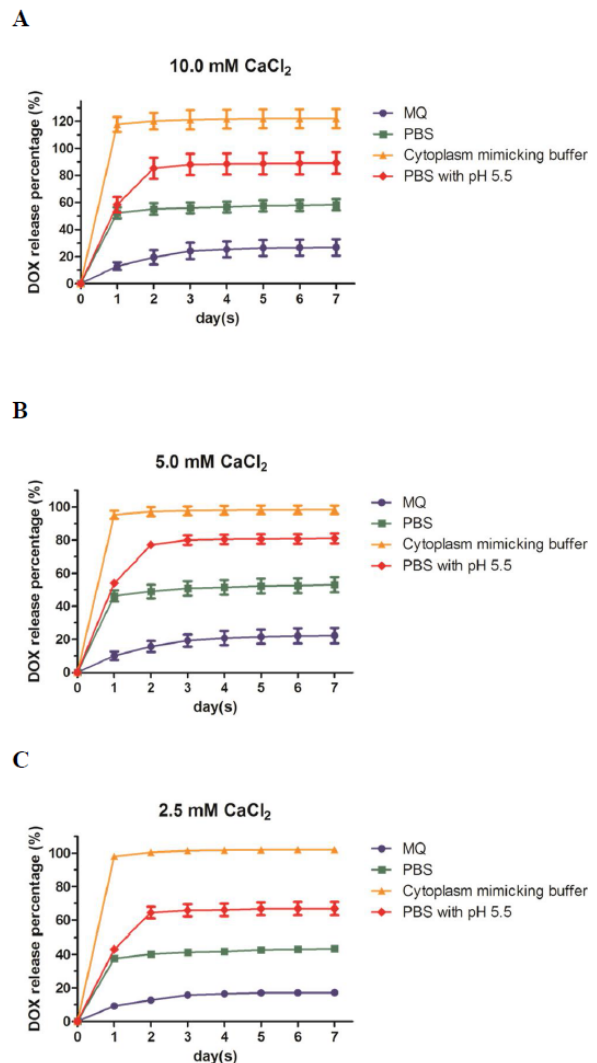 A
10.0 mM CaCl₂
DOX release percentage (%)
120
100
80
60
40
20
0
0 1 2 3 4 5 6 7
day(s)
MQ
PBS
Cytoplasm mimicking buffer
PBS with pH 5.5
B
5.0 mM CaCl₂
DOX release percentage (%)
100
80
60
40
20
0
0 1 2 3 4 5 6 7
day(s)
MQ
PBS
Cytoplasm mimicking buffer
PBS with pH 5.5
C
2.5 mM CaCl₂
DOX release percentage (%)
100
80
60
40
20
0
0 1 2 3 4 5 6 7
day(s)
MQ
PBS
Cytoplasm mimicking buffer
PBS with pH 5.5